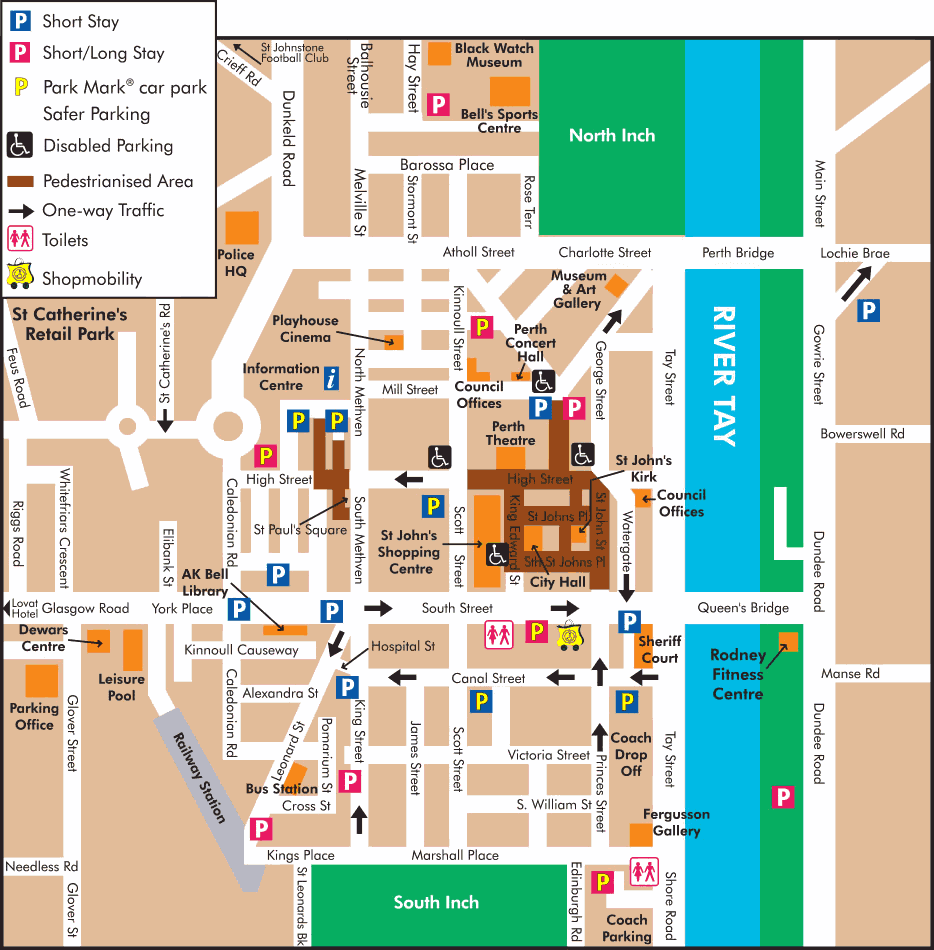 P Short Stay
P Short/Long Stay
P Park Mark® car park
Safer Parking
Disabled Parking
Pedestrianised Area
One-way Traffic
Toilets
Shopmobility
St Johnstone
Football Club
Crieff Rd
Dunkeld Road
Balhousie
Street
Hay Street
Black Watch
Museum
P
Bell's Sports
Centre
North Inch
Barossa Place
Melville St
Stormont St
Rose Terr
Main Street
Police
HQ
Atholl Street
Charlotte Street
Perth Bridge
Lochie Brae
Museum
& Art
Gallery
St Catherine's
Retail Park
St Catherine's Rd
Feus Road
Playhouse
Cinema
Kinnoull Street
P
Perth
Concert
Hall
George Street
Tay Street
RIVER TAY
Gowrie Street
P
Information
Centre
i
North Methven
Mill Street
Council
Offices
P
P
P
P
Perth
Theatre
Bowerswell Rd
P
High Street
High Street
St John's
Kirk
Council
Offices
Riggs Road
Whitefriars Crescent
Caledonian Rd
St Paul's Square
South Methven
P
Scott
Street
King Edward St
St Johns Pl
St John St
Sth St Johns Pl
Watergate
St John's
Shopping
Centre
City Hall
Elibank St
Dundee Road
P
AK Bell
Library
Lovat
Hotel
Glasgow Road
York Place
P
P
South Street
Queen's Bridge
P
P
Sheriff
Court
Dewars
Centre
Leisure
Pool
Kinnoull Causeway
Hospital St
Rodney
Fitness
Centre
Manse Rd
Parking
Office
Glover Street
Caledonian Rd
Alexandra St
P
King Street
Canal Street
P
P
Leonard St
Pomarium St
James Street
Scott Street
Victoria Street
Princes Street
Coach
Drop
Off
Tay Street
Dundee Road
Railway Station
Bus Station
P
Cross St
S. William St
P
P
Fergusson
Gallery
Kings Place
Marshall Place
Needless Rd
Glover St
St Leonards Bk
South Inch
Edinburgh Rd
P
Shore Road
Coach
Parking